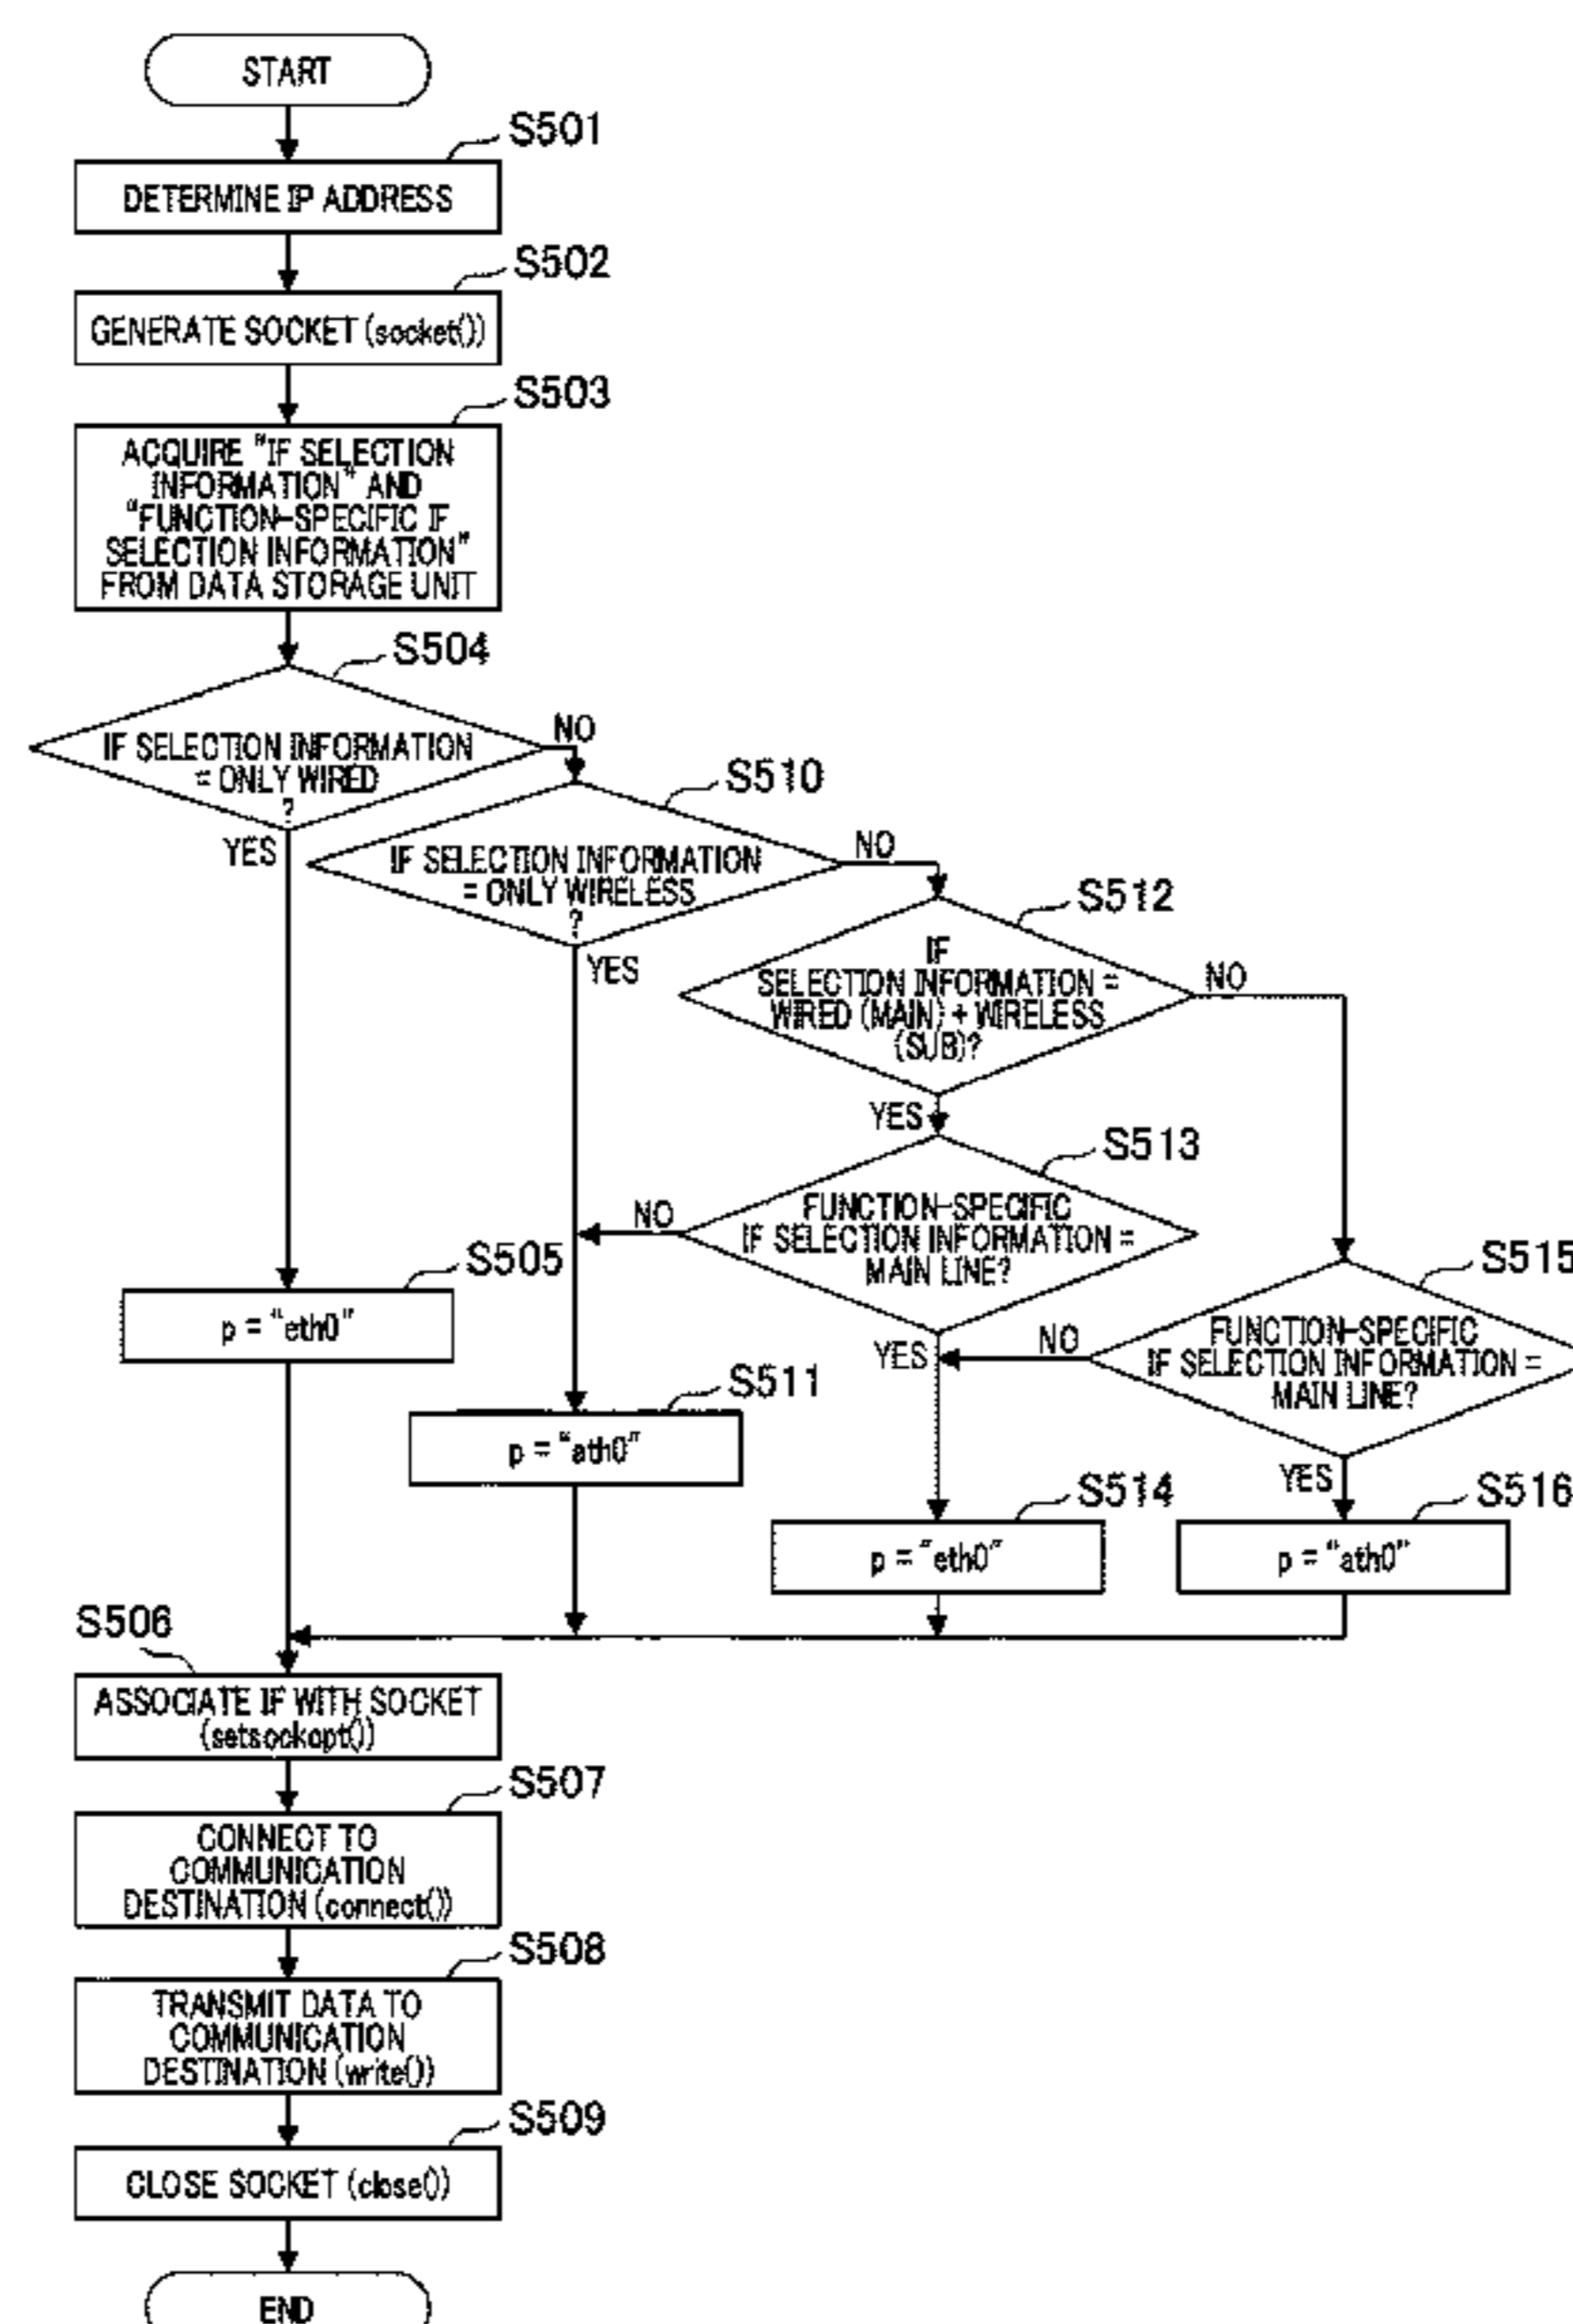 START
S501
DETERMINE IP ADDRESS
S502
GENERATE SOCKET (socket())
S503
ACQUIRE "IF SELECTION
INFORMATION" AND
"FUNCTION-SPECIFIC IF
SELECTION INFORMATION"
FROM DATA STORAGE UNIT
S504
IF SELECTION INFORMATION
= ONLY WIRED
?
NO
YES
S510
IF SELECTION INFORMATION
= ONLY WIRELESS
?
NO
YES
S512
IF
SELECTION INFORMATION =
WIRED (MAIN) + WIRELESS
(SUB)?
NO
YES
S513
FUNCTION-SPECIFIC
IF SELECTION INFORMATION =
MAIN LINE?
NO
YES
S515
FUNCTION-SPECIFIC
IF SELECTION INFORMATION =
MAIN LINE?
NO
YES
S505
p = "eth0"
S511
p = "ath0"
S514
p = "eth0"
S516
p = "ath0"
S506
ASSOCIATE IF WITH SOCKET
(setsockopt())
S507
CONNECT TO
COMMUNICATION
DESTINATION (connect())
S508
TRANSMIT DATA TO
COMMUNICATION
DESTINATION (write())
S509
CLOSE SOCKET (close())
END